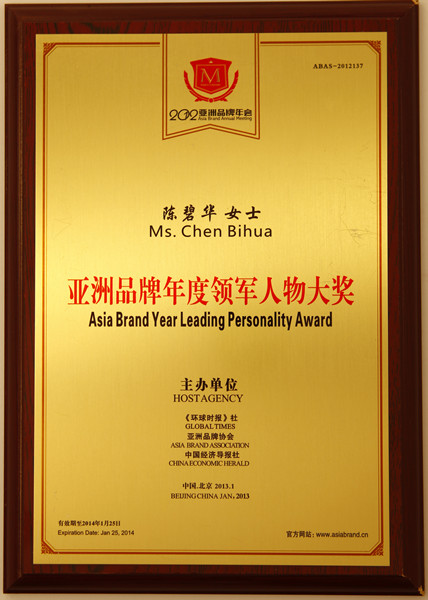 ABAS-2012137
M
2012亚洲品牌年会
Asia Brand Annual Meeting
陈碧华 女士
Ms. Chen Bihua
亚洲品牌年度领军人物大奖
Asia Brand Year Leading Personality Award
主办单位
HOSTAGENCY
《环球时报》社
GLOBAL TIMES
亚洲品牌协会
ASIA BRAND ASSOCIATION
中国经济导报社
CHINA ECONOMIC HERALD
中国.北京 2013.1
BEIJING CHINA JAN, 2013
有效期至2014年1月25日
Expiration Date: Jan 25, 2014
官方网站: www.asiabrand.cn